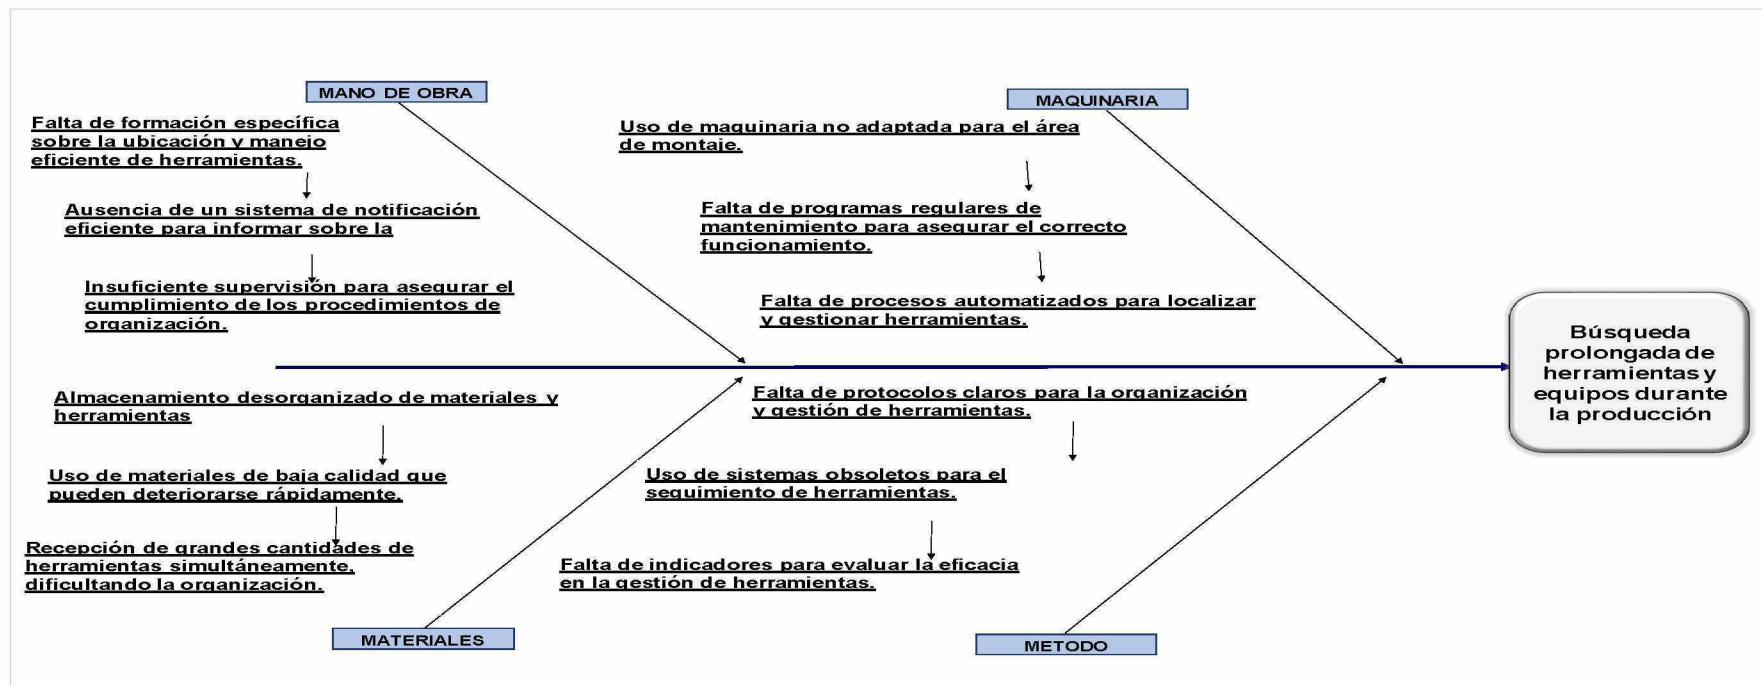 MANO DE OBRA
Falta de formación específica
sobre la ubicación y manejo
eficiente de herramientas.
Ausencia de un sistema de notificación
eficiente para informar sobre la
Insuficiente supervisión para asegurar el
cumplimiento de los procedimientos de
organización.
MAQUINARIA
Uso de maquinaria no adaptada para el área
de montaje.
Falta de programas regulares de
mantenimiento para asegurar el correcto
funcionamiento.
Falta de procesos automatizados para localizar
y gestionar herramientas.
Búsqueda
prolongada de
herramientas y
equipos durante
la producción
Almacenamiento desorganizado de materiales y
herramientas
Uso de materiales de baja calidad que
pueden deteriorarse rápidamente.
Recepción de grandes cantidades de
herramientas simultáneamente,
dificultando la organización.
MATERIALES
Falta de protocolos claros para la organización
y gestión de herramientas.
Uso de sistemas obsoletos para el
seguimiento de herramientas.
Falta de indicadores para evaluar la eficacia
en la gestión de herramientas.
METODO